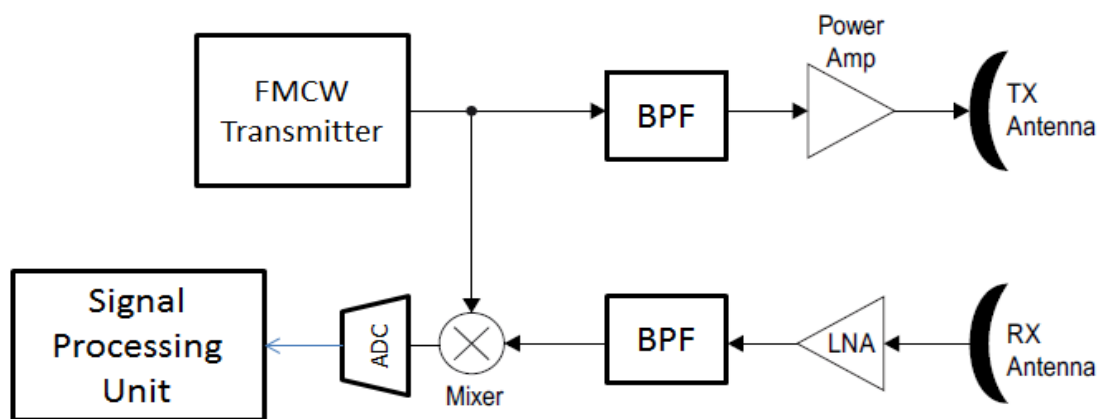 FMCW
Transmitter
BPF
Power
Amp
TX
Antenna
Signal
Processing
Unit
ADC
Mixer
BPF
LNA
RX
Antenna